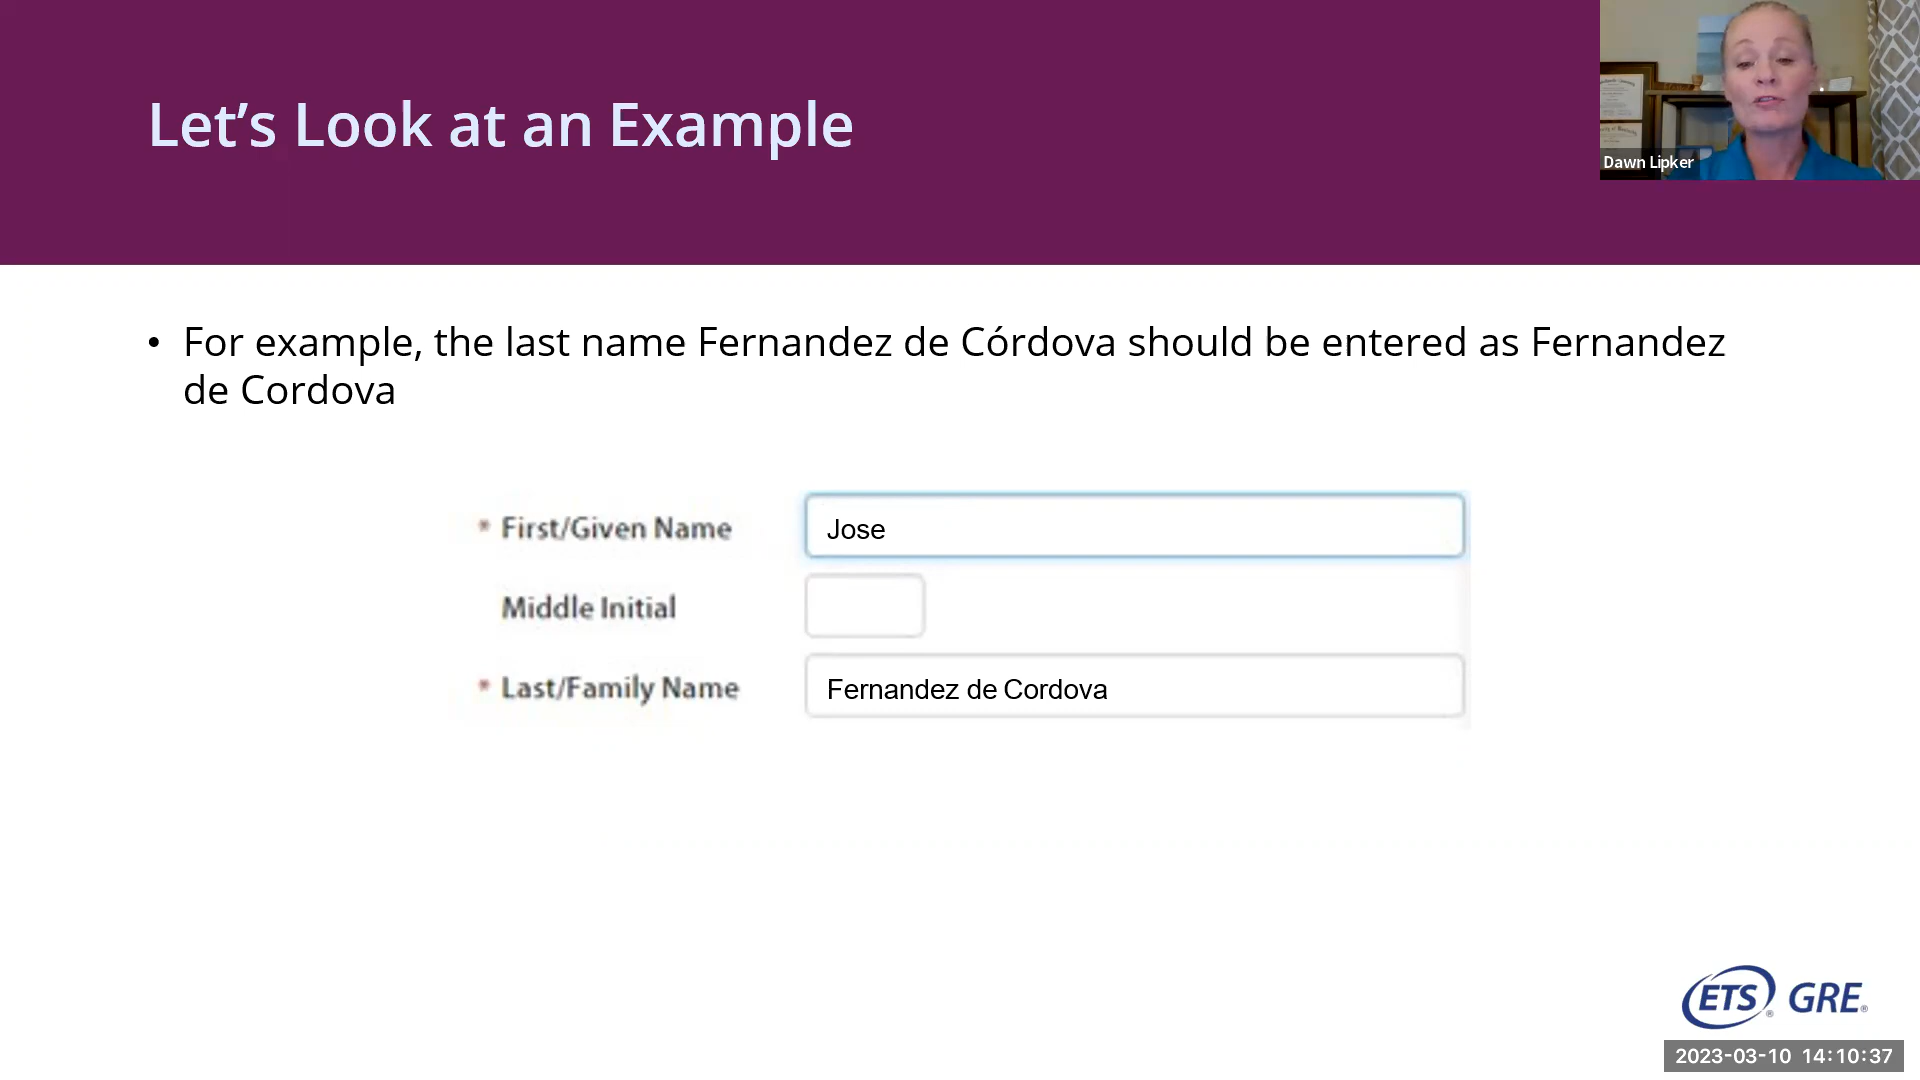 Let’s Look at an Example
Dawn Lipker
• For example, the last name Fernandez de Córdova should be entered as Fernandez
de Cordova
* First/Given Name
Jose
Middle Initial
* Last/Family Name
Fernandez de Cordova
ETS® GRE®
2023-03-10 14:10:37